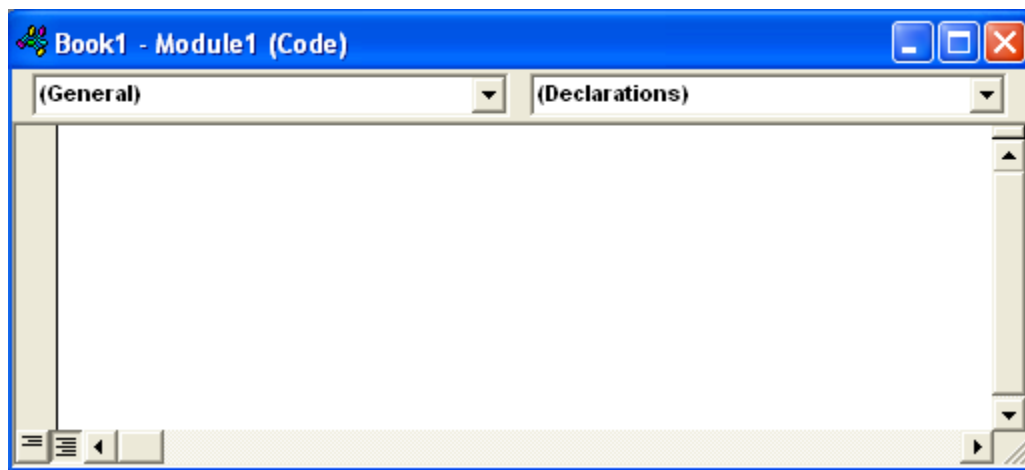 Book1 - Module1 (Code)
(General)
(Declarations)